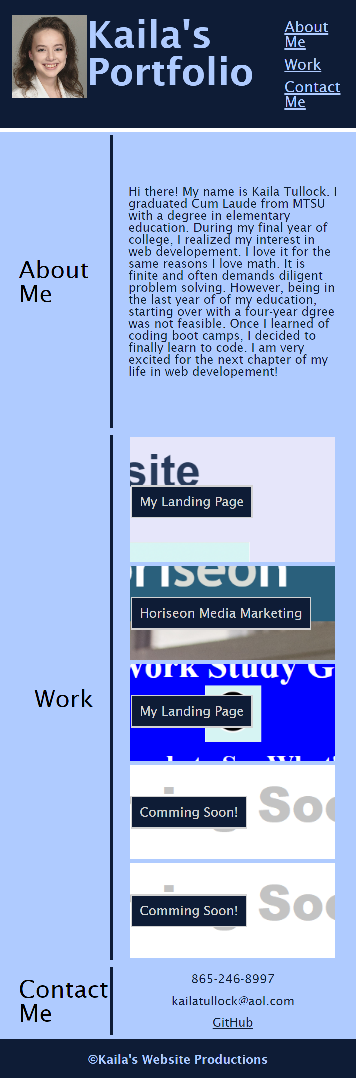 Kaila's
Portfolio
About
Me
Work
Contact
Me
About
Me
Hi there! My name is Kaila Tullock. I
graduated Cum Laude from MTSU
with a degree in elementary
education. During my final year of
college, I realized my interest in
web developement. I love it for the
same reasons I love math. It is
finite and often demands diligent
problem solving. However, being in
the last year of of my education,
starting over with a four-year dgree
was not feasible. Once I learned of
coding boot camps, I decided to
finally learn to code. I am very
excited for the next chapter of my
life in web developement!
Work
site
My Landing Page
oriseon
Horiseon Media Marketing
Work Study G
My Landing Page
ng Soo
Comming Soon!
ng Soo
Comming Soon!
Contact
Me
865-246-8997
kailatullock@aol.com
GitHub
©Kaila's Website Productions